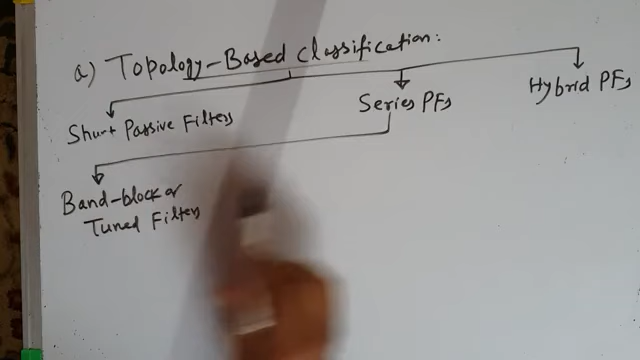 a) Topology-Based Classification:
Shunt Passive Filters
Series PFs
Hybrid PFs
Band-block or
Tuned Filters